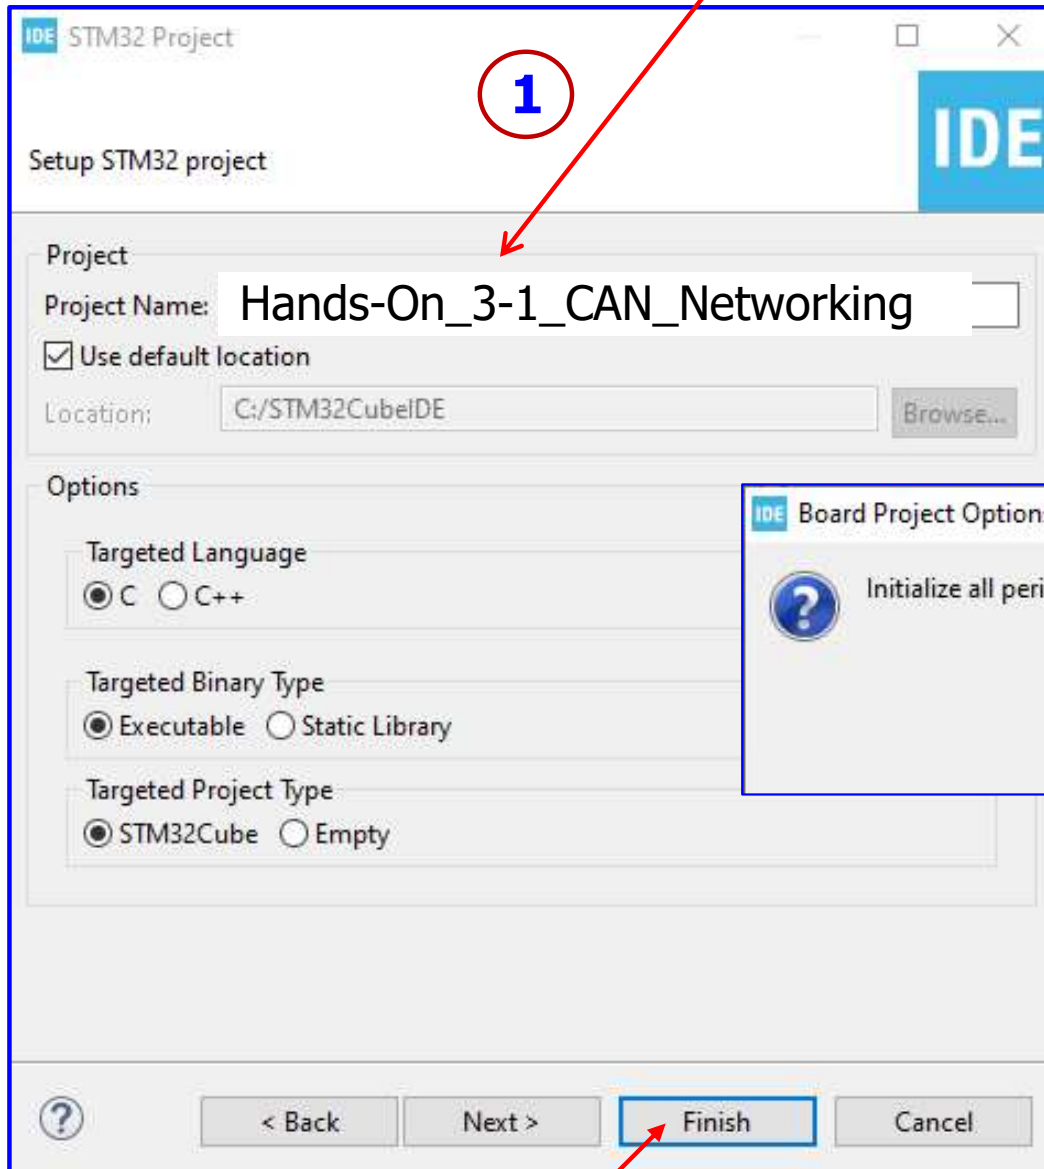 IDE STM32 Project
1
IDE
Setup STM32 project
Project
Project Name: Hands-On_3-1_CAN_Networking
Use default location
Location: C:/STM32CubeIDE Browse...
Options
IDE Board Project Options
Targeted Language
C C++
Initialize all peri
Targeted Binary Type
Executable Static Library
Targeted Project Type
STM32Cube Empty
? < Back Next > Finish Cancel